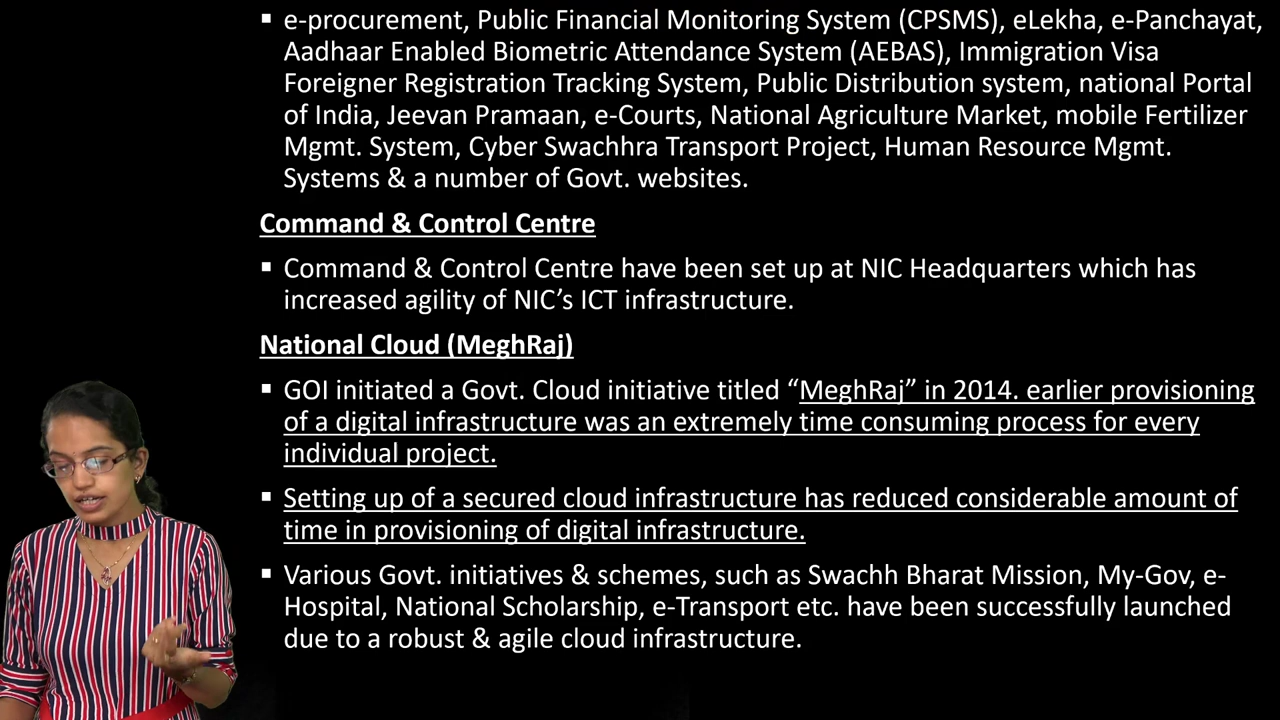 ▪ e-procurement, Public Financial Monitoring System (CPSMS), eLekha, e-Panchayat,
Aadhaar Enabled Biometric Attendance System (AEBAS), Immigration Visa
Foreigner Registration Tracking System, Public Distribution system, national Portal
of India, Jeevan Pramaan, e-Courts, National Agriculture Market, mobile Fertilizer
Mgmt. System, Cyber Swachhra Transport Project, Human Resource Mgmt.
Systems & a number of Govt. websites.
Command & Control Centre
▪ Command & Control Centre have been set up at NIC Headquarters which has
increased agility of NIC’s ICT infrastructure.
National Cloud (MeghRaj)
▪ GOI initiated a Govt. Cloud initiative titled “MeghRaj” in 2014. earlier provisioning
of a digital infrastructure was an extremely time consuming process for every
individual project.
▪ Setting up of a secured cloud infrastructure has reduced considerable amount of
time in provisioning of digital infrastructure.
▪ Various Govt. initiatives & schemes, such as Swachh Bharat Mission, My-Gov, e-
Hospital, National Scholarship, e-Transport etc. have been successfully launched
due to a robust & agile cloud infrastructure.